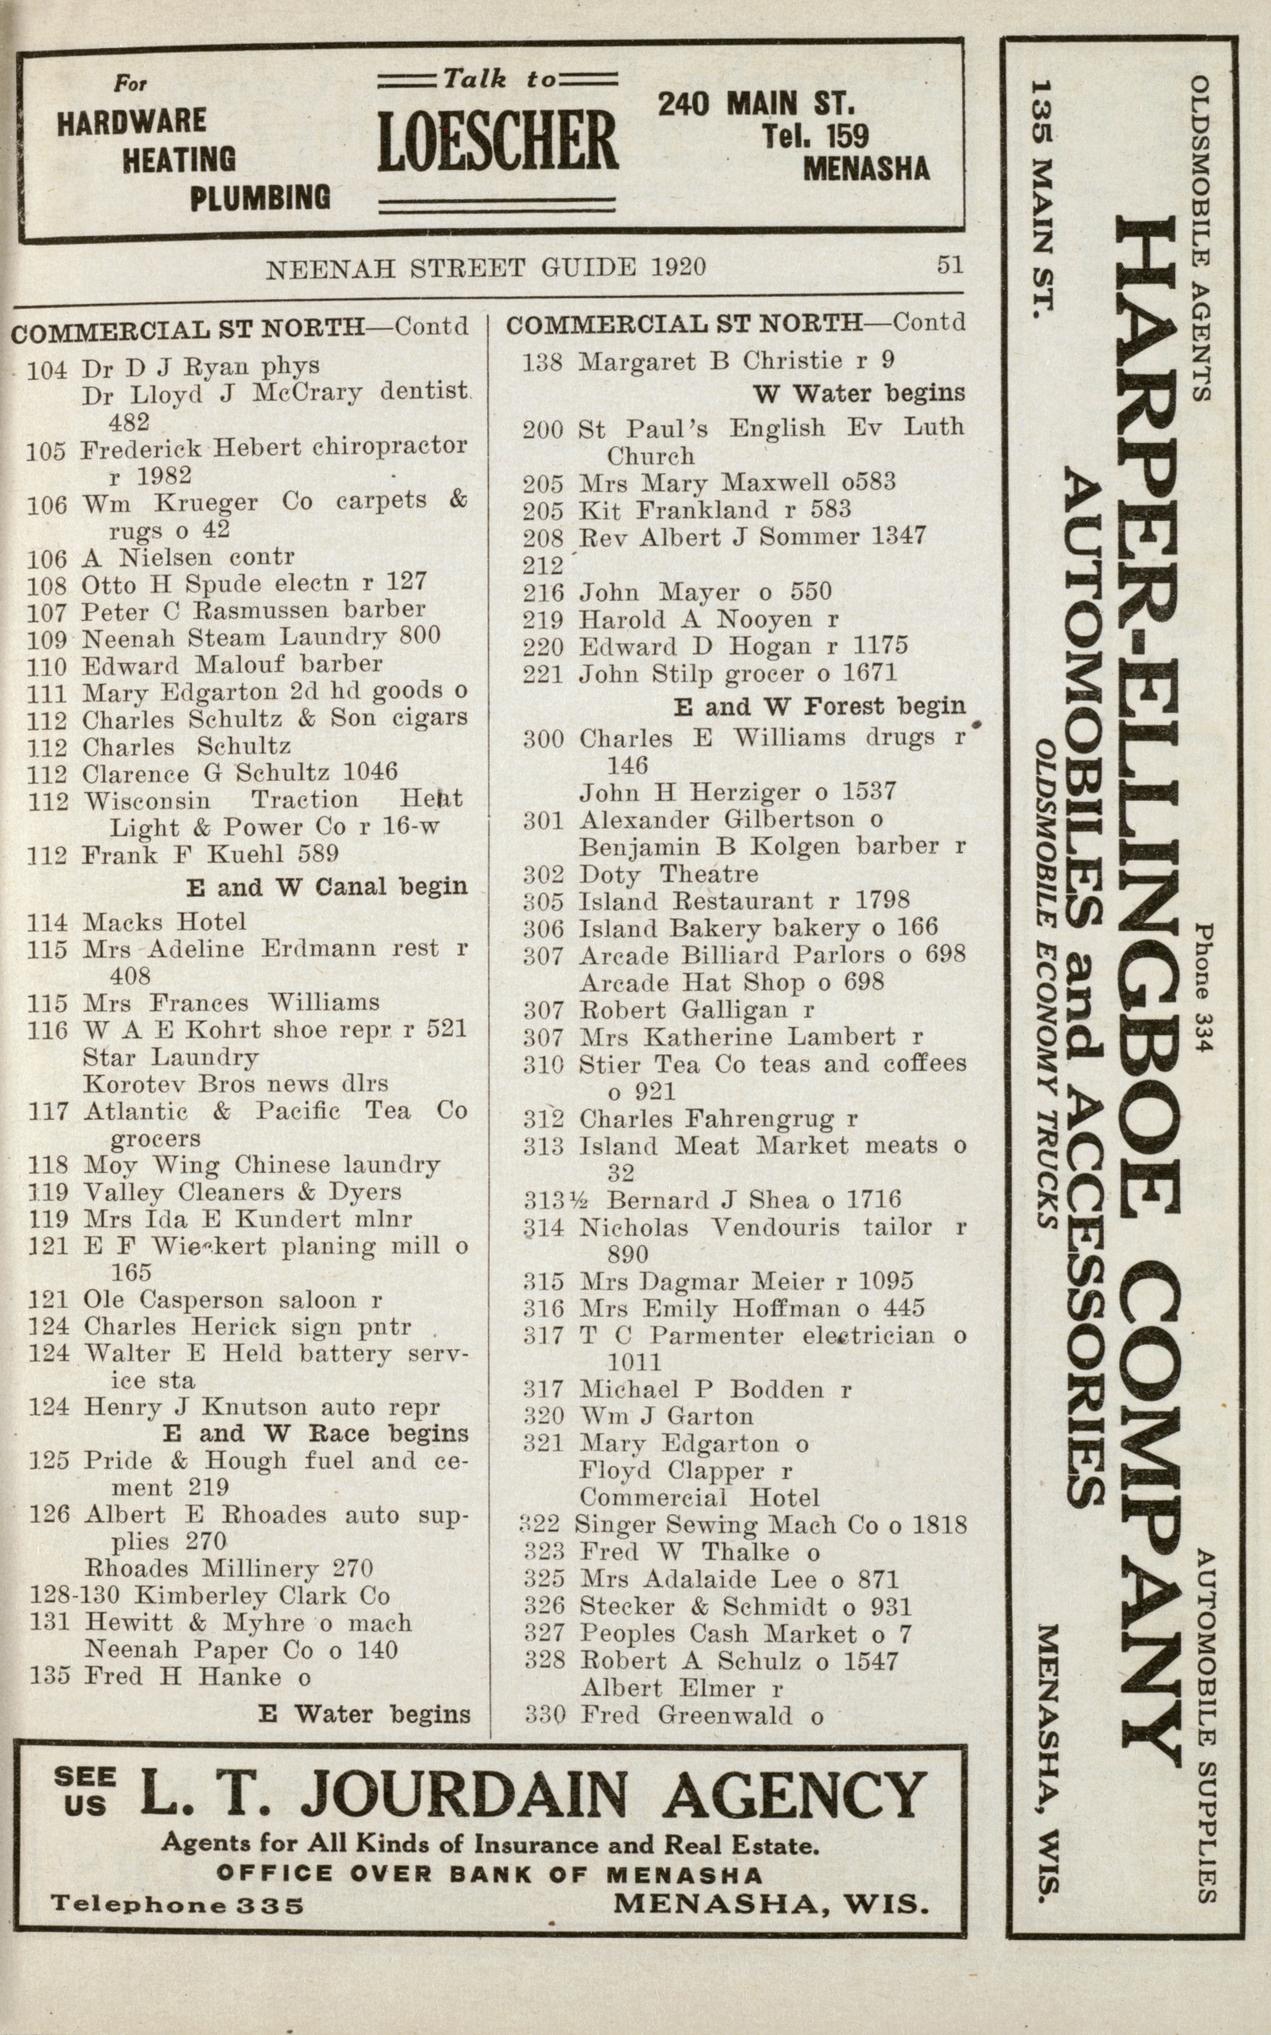 For
HARDWARE
HEATING
PLUMBING
Talk to
LOESCHER
240 MAIN ST.
Tel. 159
MENASHA
NEENAH STREET GUIDE 1920 51
COMMERCIAL ST NORTH—Contd
104 Dr D J Ryan phys
Dr Lloyd J McCrary dentist
482
105 Frederick Hebert chiropractor
r 1982
106 Wm Krueger Co carpets &
rugs o 42
106 A Nielsen contr
108 Otto H Spude electn r 127
107 Peter C Rasmussen barber
109 Neenah Steam Laundry 800
110 Edward Malouf barber
111 Mary Edgarton 2d hd goods o
112 Charles Schultz & Son cigars
112 Charles Schultz
112 Clarence G Schultz 1046
112 Wisconsin Traction Heat
Light & Power Co r 16-w
112 Frank F Kuehl 589
E and W Canal begin
114 Macks Hotel
115 Mrs Adeline Erdmann rest r
408
115 Mrs Frances Williams
116 W A E Kohrt shoe repr r 521
Star Laundry
Korotev Bros news dlrs
117 Atlantic & Pacific Tea Co
grocers
118 Moy Wing Chinese laundry
119 Valley Cleaners & Dyers
119 Mrs Ida E Kundert mlnr
121 E F Wieckert planing mill o
165
121 Ole Casperson saloon r
124 Charles Herick sign pntr
124 Walter E Held battery serv-
ice sta
124 Henry J Knutson auto repr
E and W Race begins
125 Pride & Hough fuel and ce-
ment 219
126 Albert E Rhoades auto sup-
plies 270
Rhoades Millinery 270
128-130 Kimberley Clark Co
131 Hewitt & Myhre o mach
Neenah Paper Co o 140
135 Fred H Hanke o
E Water begins
COMMERCIAL ST NORTH—Contd
138 Margaret B Christie r 9
W Water begins
200 St Paul's English Ev Luth
Church
205 Mrs Mary Maxwell o583
205 Kit Frankland r 583
208 Rev Albert J Sommer 1347
212
216 John Mayer o 550
219 Harold A Nooyen r
220 Edward D Hogan r 1175
221 John Stilp grocer o 1671
E and W Forest begin
300 Charles E Williams drugs r
146
John H Herziger o 1537
301 Alexander Gilbertson o
Benjamin B Kolgen barber r
302 Doty Theatre
305 Island Restaurant r 1798
306 Island Bakery bakery o 166
307 Arcade Billiard Parlors o 698
Arcade Hat Shop o 698
307 Robert Galligan r
307 Mrs Katherine Lambert r
310 Stier Tea Co teas and coffees
o 921
312 Charles Fahrengrug r
313 Island Meat Market meats o
32
313½ Bernard J Shea o 1716
314 Nicholas Vendouris tailor r
890
315 Mrs Dagmar Meier r 1095
316 Mrs Emily Hoffman o 445
317 T C Parmenter electrician o
1011
317 Michael P Bodden r
320 Wm J Garton
321 Mary Edgarton o
Floyd Clapper r
Commercial Hotel
322 Singer Sewing Mach Co o 1818
323 Fred W Thalke o
325 Mrs Adalaide Lee o 871
326 Stecker & Schmidt o 931
327 Peoples Cash Market o 7
328 Robert A Schulz o 1547
Albert Elmer r
330 Fred Greenwald o
SEE US L. T. JOURDAIN AGENCY
Agents for All Kinds of Insurance and Real Estate.
OFFICE OVER BANK OF MENASHA
Telephone 335 MENASHA, WIS.
OLDSMOBILE AGENTS Phone 334 AUTOMOBILE SUPPLIES
HARPER-ELLINGBOE COMPANY
AUTOMOBILES and ACCESSORIES
OLDSMOBILE ECONOMY TRUCKS
135 MAIN ST. MENASHA, WIS.